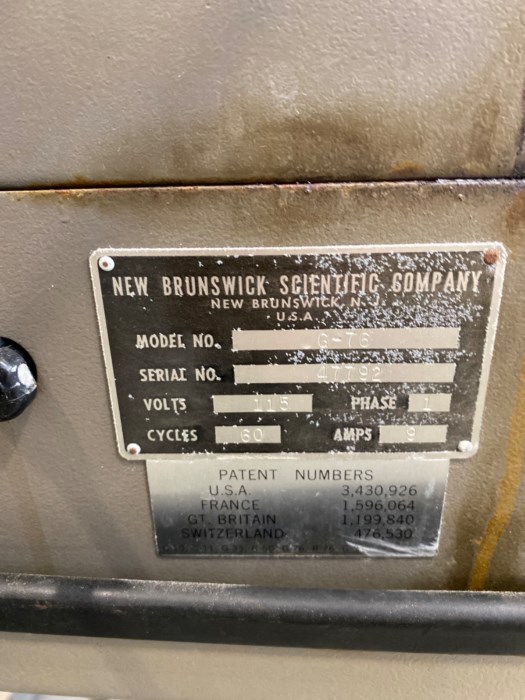 NEW BRUNSWICK SCIENTIFIC COMPANY
NEW BRUNSWICK, N. J.
U.S.A.
MODEL NO. G-76
SERIAL NO. 47792
VOLTS 115 PHASE 1
CYCLES 60 AMPS 9
PATENT NUMBERS
U.S.A. 3,430,926
FRANCE 1,596,064
GT. BRITAIN 1,199,840
SWITZERLAND 476,530